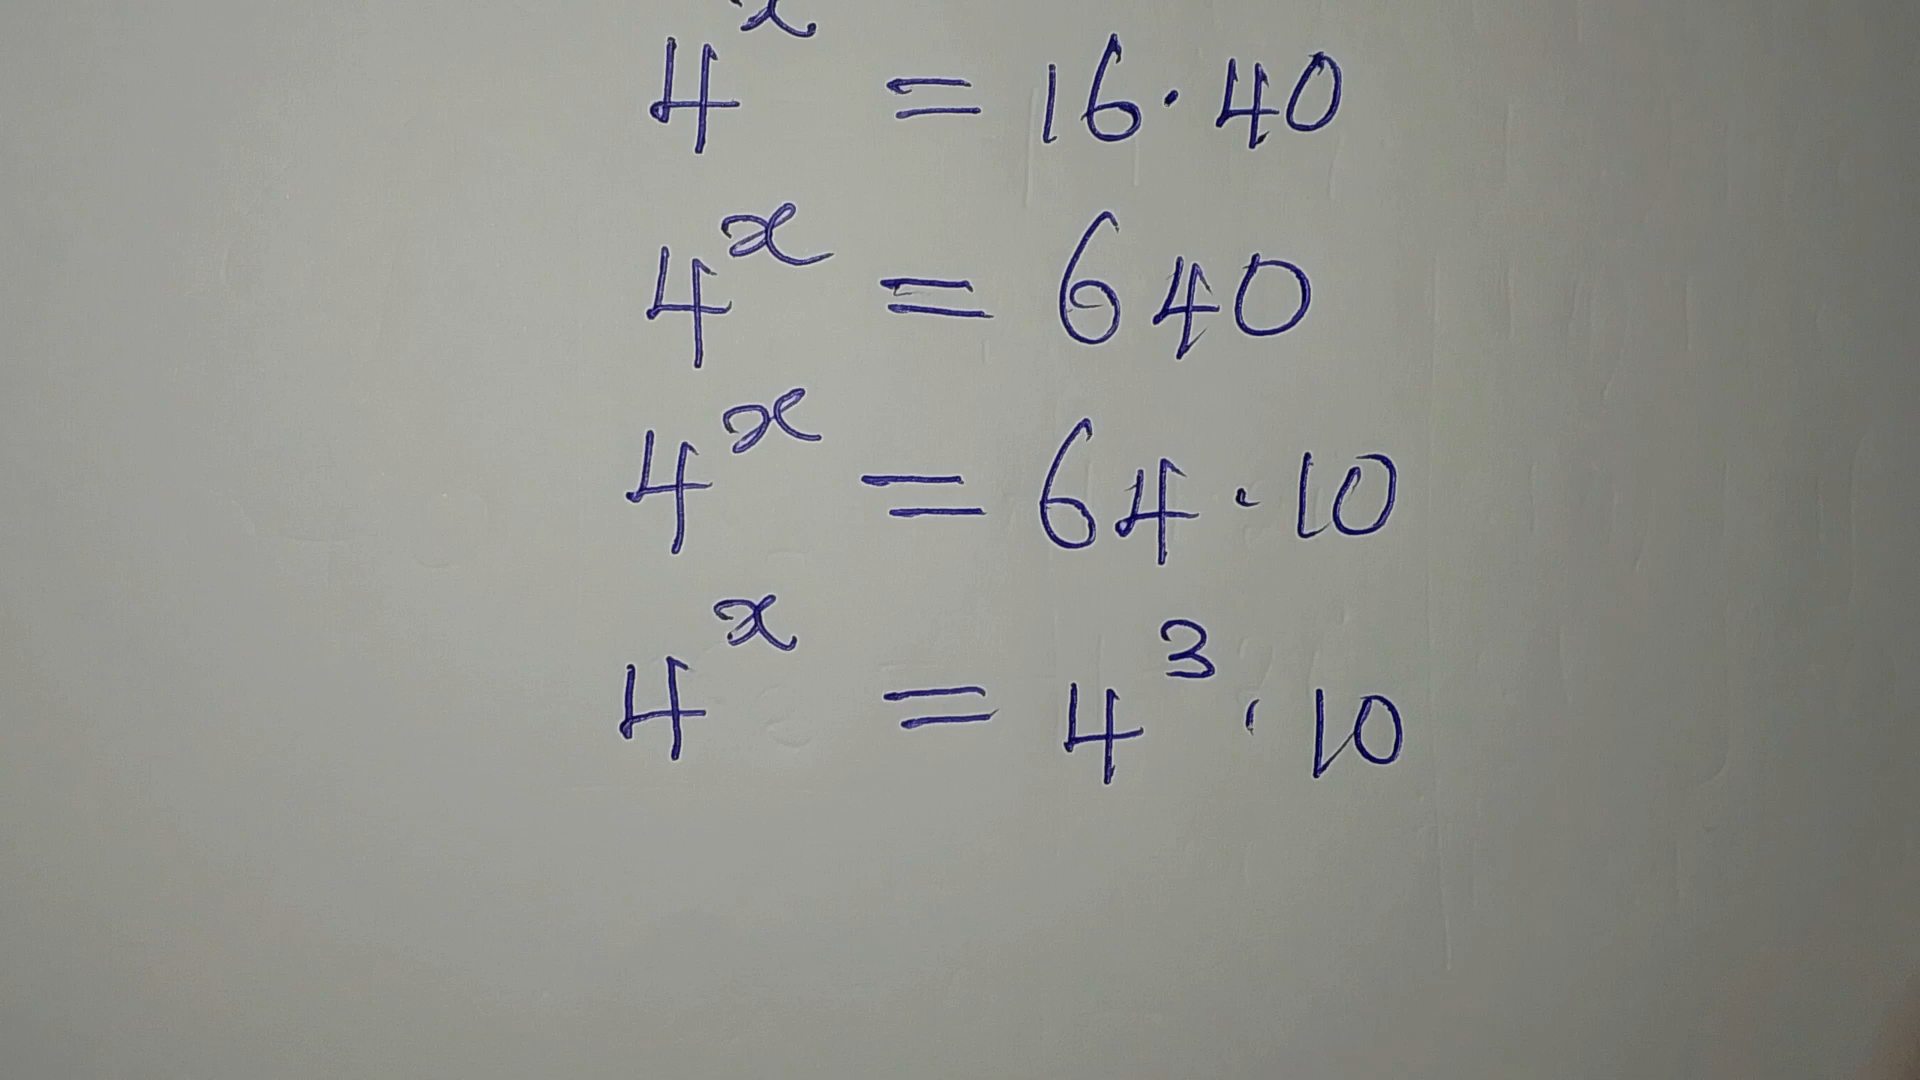 4^x = 16·40
4^x = 640
4^x = 64·10
4^x = 4^3·10